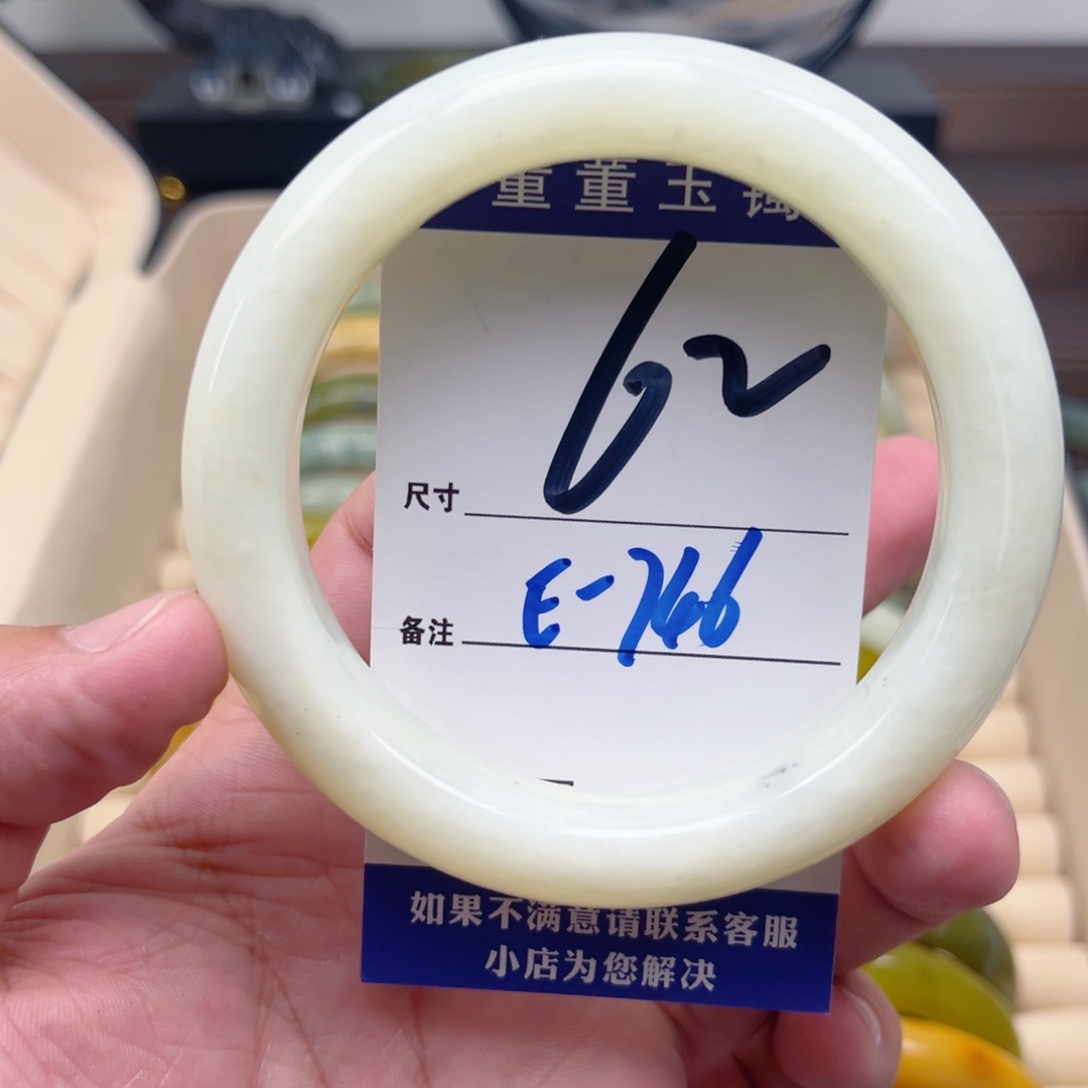 董董玉镯
62
尺寸
E-746
备注
如果不满意请联系客服
小店为您解决